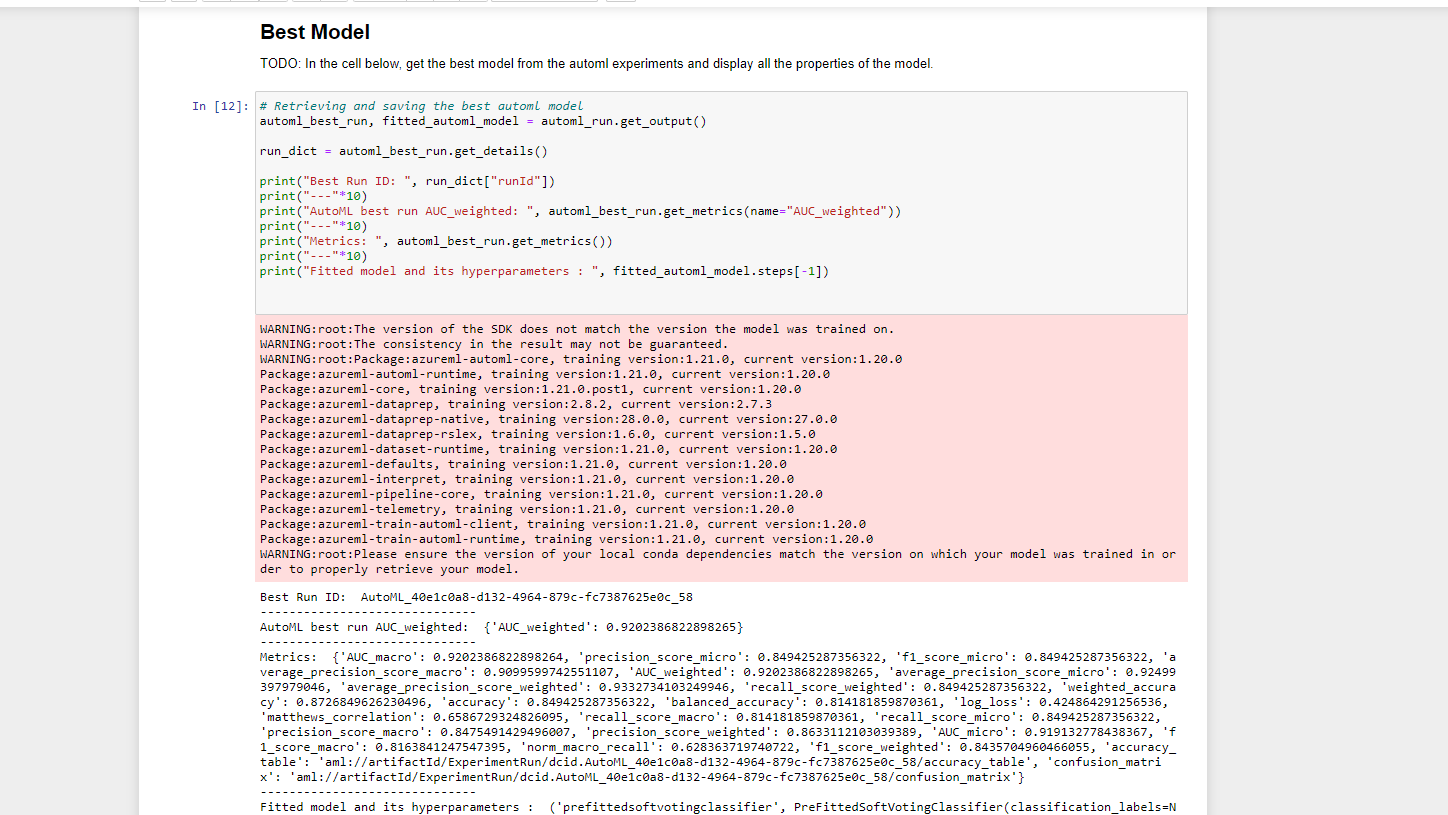 Best Model
TODO: In the cell below, get the best model from the automl experiments and display all the properties of the model.
In [12]:
# Retrieving and saving the best automl model
automl_best_run, fitted_automl_model = automl_run.get_output()
run_dict = automl_best_run.get_details()
print("Best Run ID: ", run_dict["runId"])
print("---"*10)
print("AutoML best run AUC_weighted: ", automl_best_run.get_metrics(name="AUC_weighted"))
print("---"*10)
print("Metrics: ", automl_best_run.get_metrics())
print("---"*10)
print("Fitted model and its hyperparameters : ", fitted_automl_model.steps[-1])
WARNING:root:The version of the SDK does not match the version the model was trained on.
WARNING:root:The consistency in the result may not be guaranteed.
WARNING:root:Package:azureml-automl-core, training version:1.21.0, current version:1.20.0
Package:azureml-automl-runtime, training version:1.21.0, current version:1.20.0
Package:azureml-core, training version:1.21.0.post1, current version:1.20.0
Package:azureml-dataprep, training version:2.8.2, current version:2.7.3
Package:azureml-dataprep-native, training version:28.0.0, current version:27.0.0
Package:azureml-dataprep-rslex, training version:1.6.0, current version:1.5.0
Package:azureml-dataset-runtime, training version:1.21.0, current version:1.20.0
Package:azureml-defaults, training version:1.21.0, current version:1.20.0
Package:azureml-interpret, training version:1.21.0, current version:1.20.0
Package:azureml-pipeline-core, training version:1.21.0, current version:1.20.0
Package:azureml-telemetry, training version:1.21.0, current version:1.20.0
Package:azureml-train-automl-client, training version:1.21.0, current version:1.20.0
Package:azureml-train-automl-runtime, training version:1.21.0, current version:1.20.0
WARNING:root:Please ensure the version of your local conda dependencies match the version on which your model was trained in or
der to properly retrieve your model.
Best Run ID:  AutoML_40e1c0a8-d132-4964-879c-fc7387625e0c_58
------------------------------
AutoML best run AUC_weighted:  {'AUC_weighted': 0.9202386822898265}
------------------------------
Metrics:  {'AUC_macro': 0.9202386822898264, 'precision_score_micro': 0.849425287356322, 'f1_score_micro': 0.849425287356322, 'a
verage_precision_score_macro': 0.9099599742551107, 'AUC_weighted': 0.9202386822898265, 'average_precision_score_micro': 0.92499
397979046, 'average_precision_score_weighted': 0.9332734103249946, 'recall_score_weighted': 0.849425287356322, 'weighted_accura
cy': 0.8726849626230496, 'accuracy': 0.849425287356322, 'balanced_accuracy': 0.814181859870361, 'log_loss': 0.424864291256536,
'matthews_correlation': 0.6586729324826095, 'recall_score_macro': 0.814181859870361, 'recall_score_micro': 0.849425287356322,
'precision_score_macro': 0.8475491429496007, 'precision_score_weighted': 0.8633112103039389, 'AUC_micro': 0.919132778438367, 'f
1_score_macro': 0.8163841247547395, 'norm_macro_recall': 0.628363719740722, 'f1_score_weighted': 0.8435704960466055, 'accuracy_
table': 'aml://artifactId/ExperimentRun/dcid.AutoML_40e1c0a8-d132-4964-879c-fc7387625e0c_58/accuracy_table', 'confusion_matri
x': 'aml://artifactId/ExperimentRun/dcid.AutoML_40e1c0a8-d132-4964-879c-fc7387625e0c_58/confusion_matrix'}
------------------------------
Fitted model and its hyperparameters :  ('prefittedsoftvotingclassifier', PreFittedSoftVotingClassifier(classification_labels=N